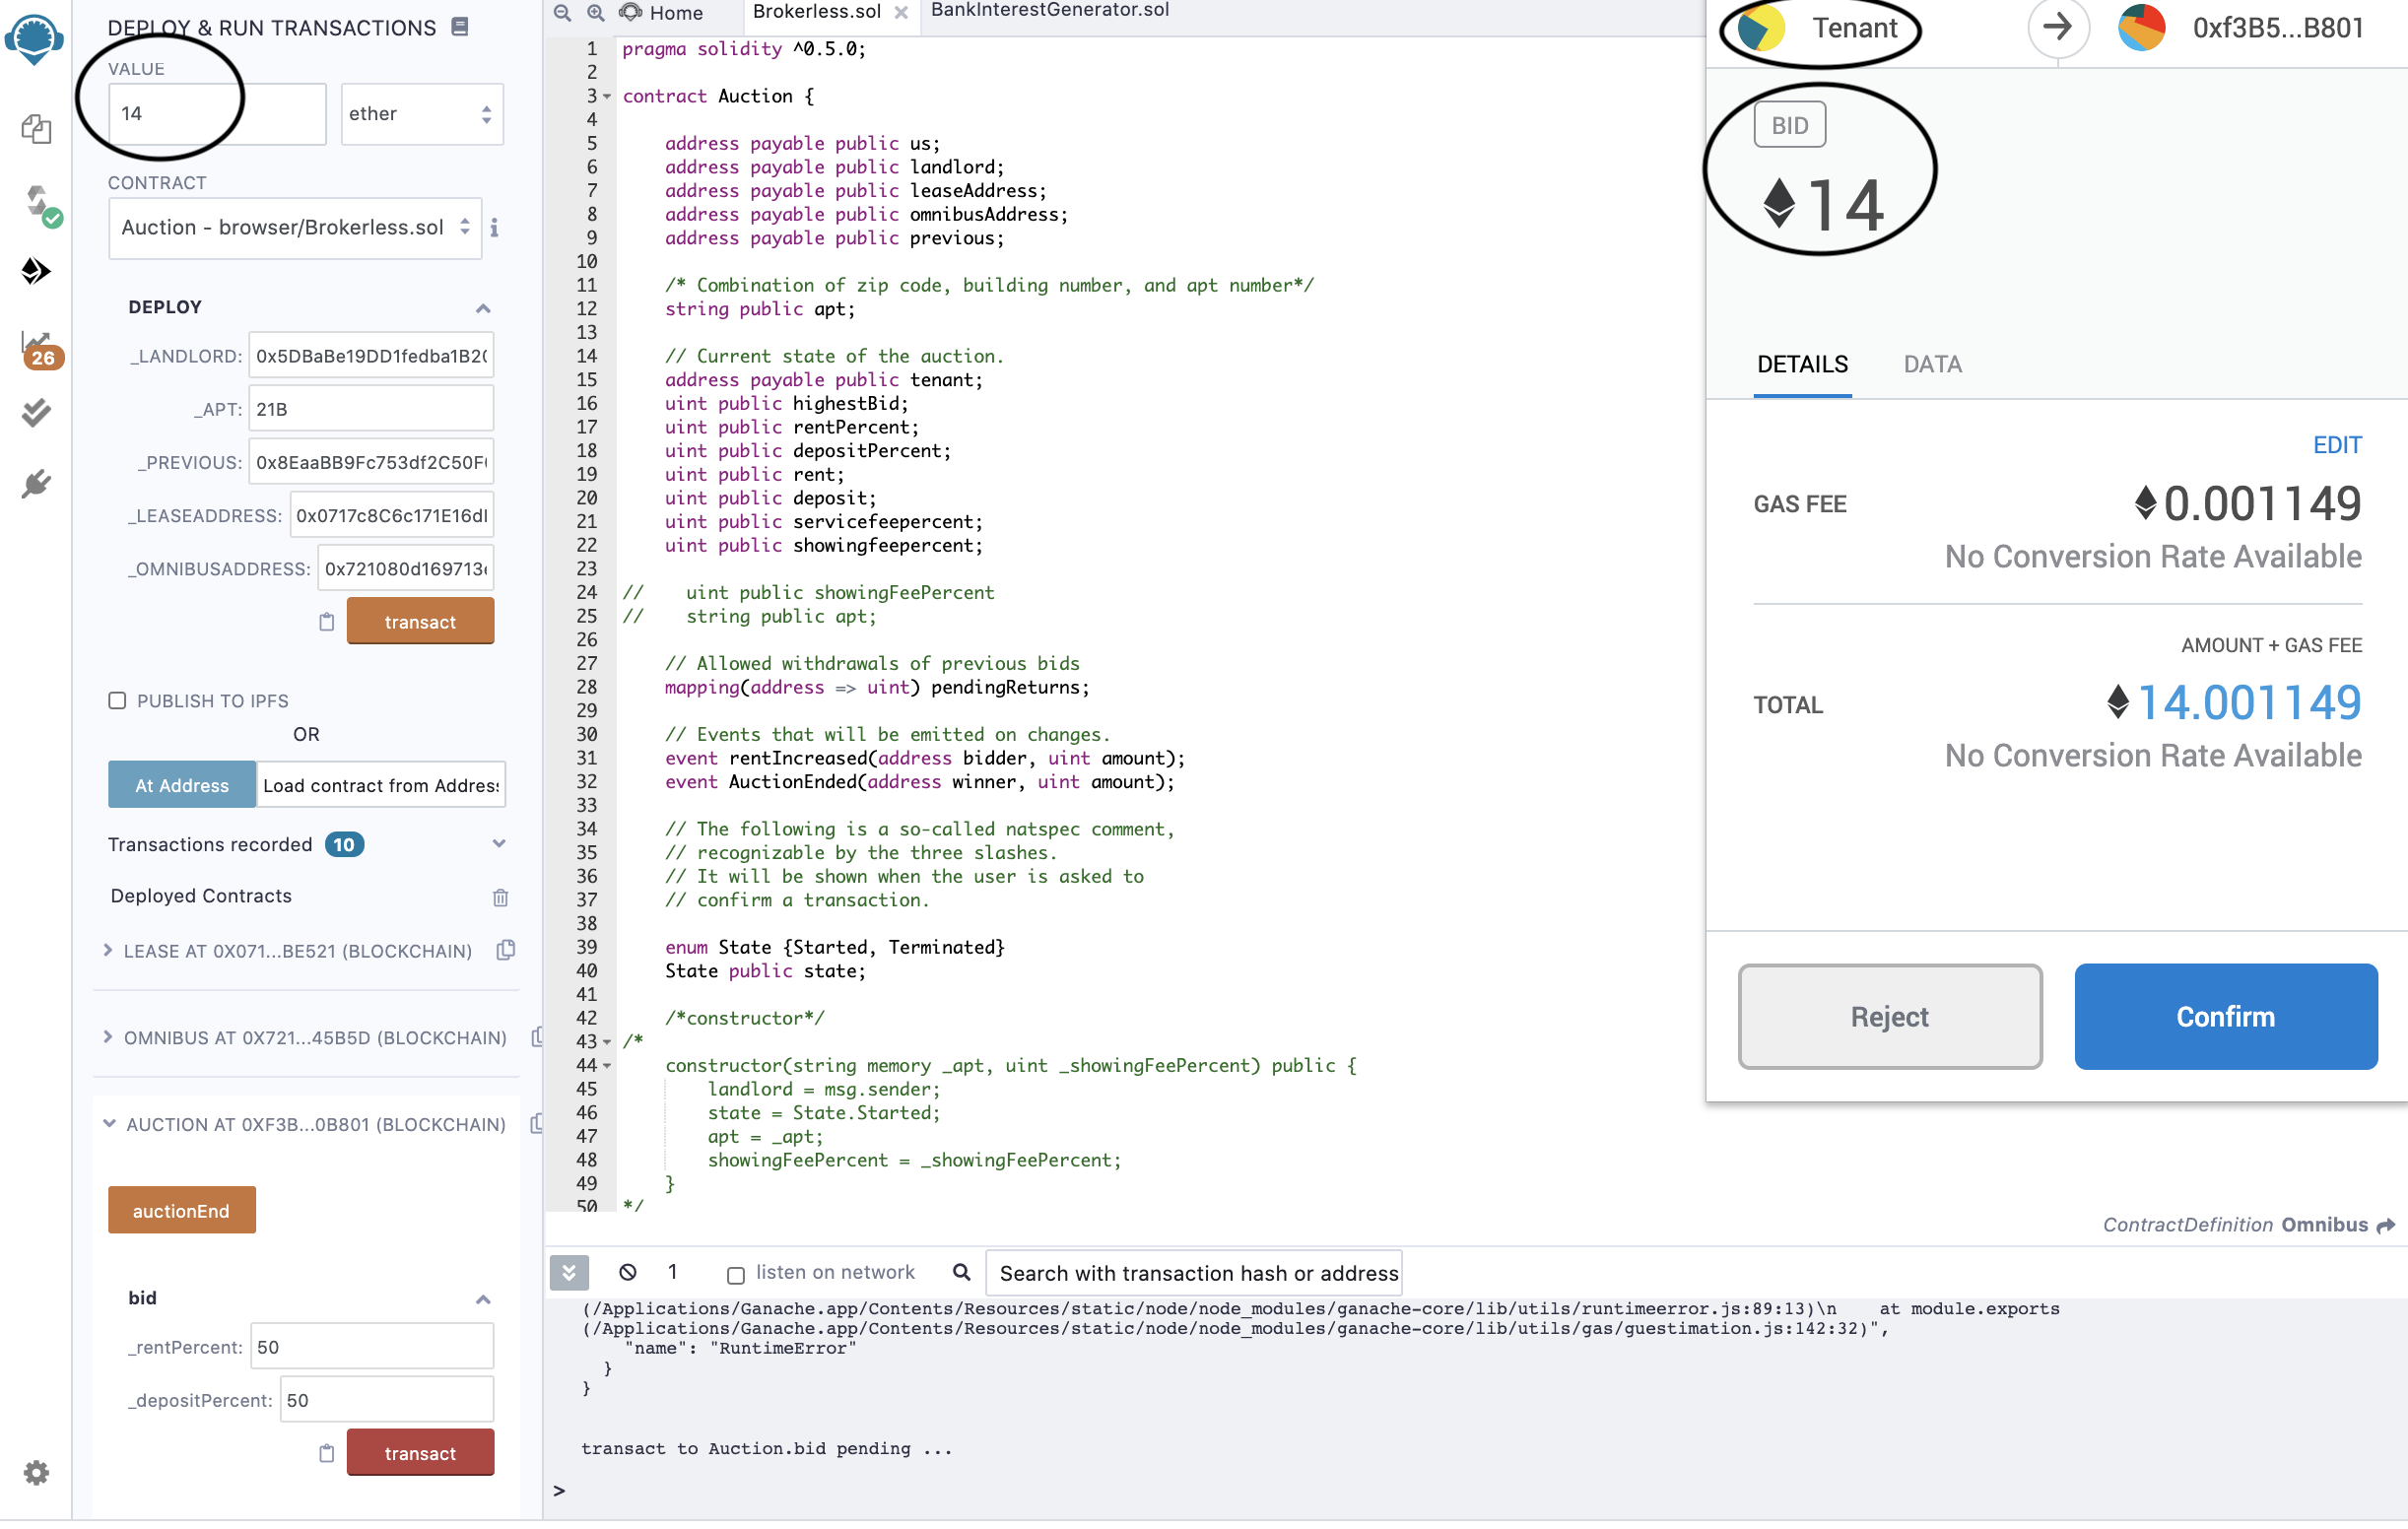 DEPLOY & RUN TRANSACTIONS
VALUE
14
ether
CONTRACT
Auction - browser/Brokerless.sol
i
26
DEPLOY
_LANDLORD: 0x5DBaBe19DD1fedba1B2
_APT: 21B
_PREVIOUS: 0x8EaaBB9Fc753df2C50F
_LEASEADDRESS: 0x0717c8C6c171E16d
_OMNIBUSADDRESS: 0x721080d169713
transact
PUBLISH TO IPFS
OR
At Address
Load contract from Address
Transactions recorded 10
Deployed Contracts
LEASE AT 0X071...BE521 (BLOCKCHAIN)
OMNIBUS AT 0X721...45B5D (BLOCKCHAIN)
AUCTION AT 0XF3B...0B801 (BLOCKCHAIN)
auctionEnd
bid
_rentPercent: 50
_depositPercent: 50
transact
Home
Brokerless.sol
BankInterestGenerator.sol
1 pragma solidity ^0.5.0;
2
3 contract Auction {
4
5 address payable public us;
6 address payable public landlord;
7 address payable public leaseAddress;
8 address payable public omnibusAddress;
9 address payable public previous;
10
11 /* Combination of zip code, building number, and apt number*/
12 string public apt;
13
14 // Current state of the auction.
15 address payable public tenant;
16 uint public highestBid;
17 uint public rentPercent;
18 uint public depositPercent;
19 uint public rent;
20 uint public deposit;
21 uint public servicefeepercent;
22 uint public showingfeepercent;
23
24 // uint public showingFeePercent
25 // string public apt;
26
27 // Allowed withdrawals of previous bids
28 mapping(address => uint) pendingReturns;
29
30 // Events that will be emitted on changes.
31 event rentIncreased(address bidder, uint amount);
32 event AuctionEnded(address winner, uint amount);
33
34 // The following is a so-called natspec comment,
35 // recognizable by the three slashes.
36 // It will be shown when the user is asked to
37 // confirm a transaction.
38
39 enum State {Started, Terminated}
40 State public state;
41
42 /*constructor*/
43 /*
44 constructor(string memory _apt, uint _showingFeePercent) public {
45 landlord = msg.sender;
46 state = State.Started;
47 apt = _apt;
48 showingFeePercent = _showingFeePercent;
49 }
50 */
ContractDefinition Omnibus
1
listen on network
Search with transaction hash or address
(/Applications/Ganache.app/Contents/Resources/static/node/node_modules/ganache-core/lib/utils/runtimeerror.js:89:13)\n at module.exports
(/Applications/Ganache.app/Contents/Resources/static/node/node_modules/ganache-core/lib/utils/gas/guestimation.js:142:32)",
"name": "RuntimeError"
}
}
transact to Auction.bid pending ...
>
Tenant
0xf3B5...B801
BID
14
DETAILS
DATA
EDIT
GAS FEE
0.001149
No Conversion Rate Available
AMOUNT + GAS FEE
TOTAL
14.001149
No Conversion Rate Available
Reject
Confirm